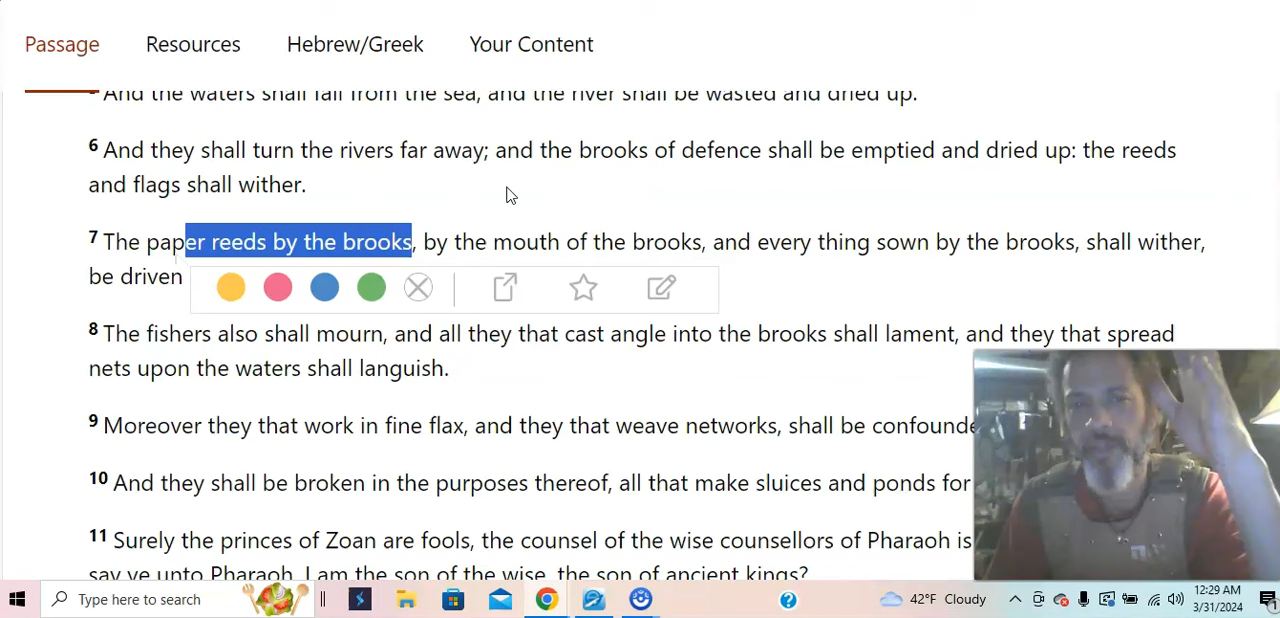 Passage Resources Hebrew/Greek Your Content
And the waters shall fail from the sea, and the river shall be wasted and dried up.
6 And they shall turn the rivers far away; and the brooks of defence shall be emptied and dried up: the reeds
and flags shall wither.
7 The paper reeds by the brooks, by the mouth of the brooks, and every thing sown by the brooks, shall wither,
be driven
8 The fishers also shall mourn, and all they that cast angle into the brooks shall lament, and they that spread
nets upon the waters shall languish.
9 Moreover they that work in fine flax, and they that weave networks, shall be confounde
10 And they shall be broken in the purposes thereof, all that make sluices and ponds for
11 Surely the princes of Zoan are fools, the counsel of the wise counsellors of Pharaoh is
say ye unto Pharaoh, I am the son of the wise, the son of ancient kings?
Type here to search
42°F Cloudy
12:29 AM
3/31/2024
1